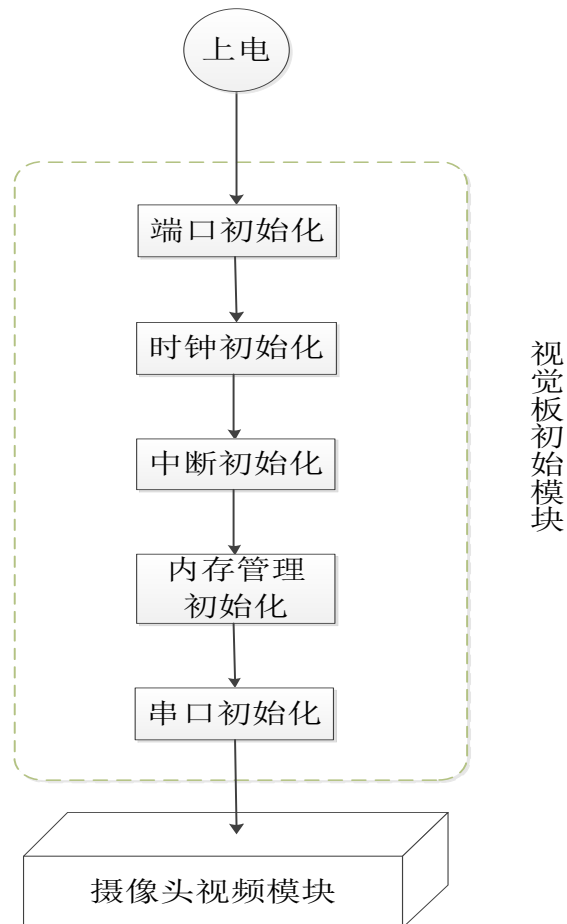 上电
端口初始化
时钟初始化
中断初始化
内存管理
初始化
串口初始化
视觉板初始模块
摄像头视频模块